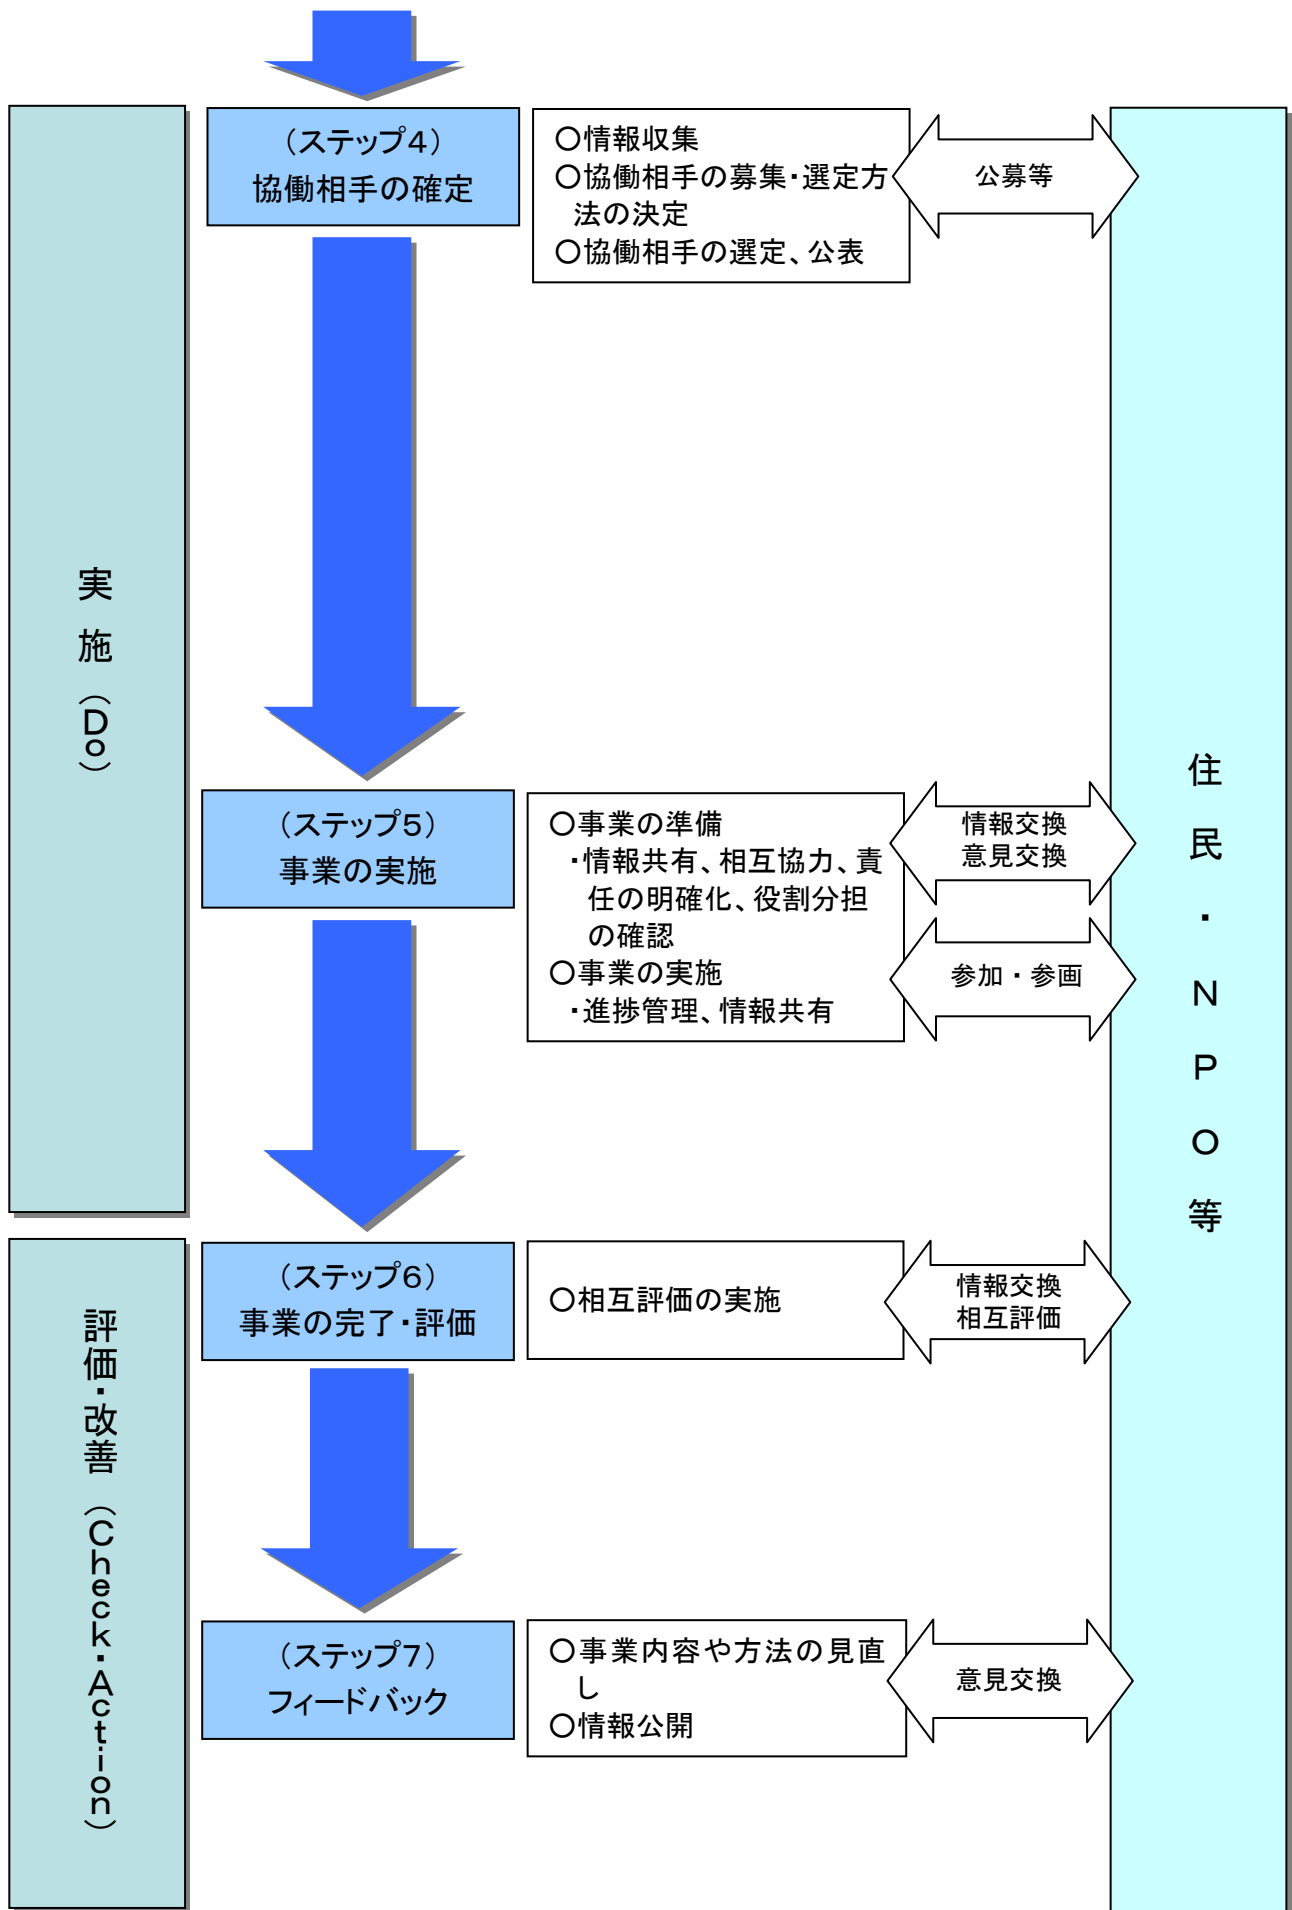 実施（Do）
（ステップ4）
協働相手の確定
○情報収集
○協働相手の募集・選定方
法の決定
○協働相手の選定、公表
公募等
（ステップ5）
事業の実施
○事業の準備
・情報共有、相互協力、責
任の明確化、役割分担
の確認
○事業の実施
・進捗管理、情報共有
情報交換
意見交換
参加・参画
住民・NPO等
評価・改善（Check・Action）
（ステップ6）
事業の完了・評価
○相互評価の実施
情報交換
相互評価
（ステップ7）
フィードバック
○事業内容や方法の見直
し
○情報公開
意見交換